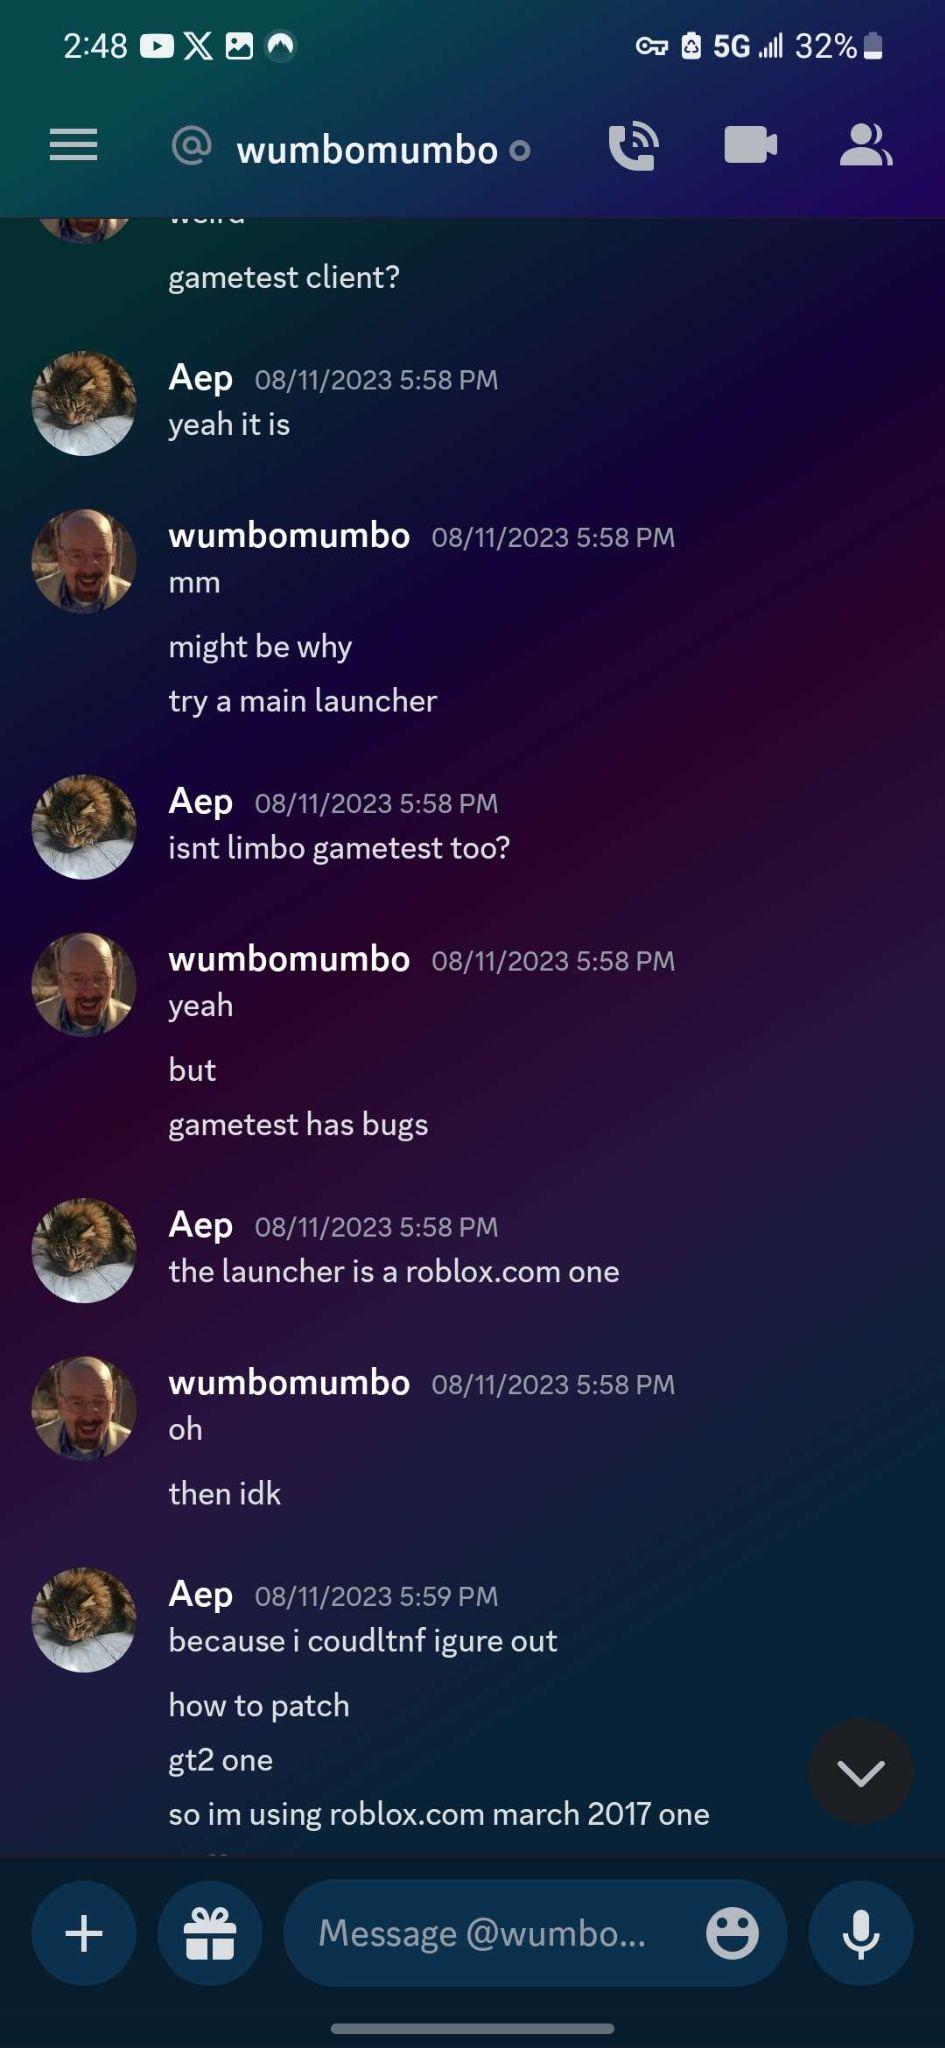 2:48
5G
32%
@ wumbomumbo
weird
gametest client?
Aep 08/11/2023 5:58 PM
yeah it is
wumbomumbo 08/11/2023 5:58 PM
mm
might be why
try a main launcher
Aep 08/11/2023 5:58 PM
isnt limbo gametest too?
wumbomumbo 08/11/2023 5:58 PM
yeah
but
gametest has bugs
Aep 08/11/2023 5:58 PM
the launcher is a roblox.com one
wumbomumbo 08/11/2023 5:58 PM
oh
then idk
Aep 08/11/2023 5:59 PM
because i coudltnf igure out
how to patch
gt2 one
so im using roblox.com march 2017 one
Message @wumbo...